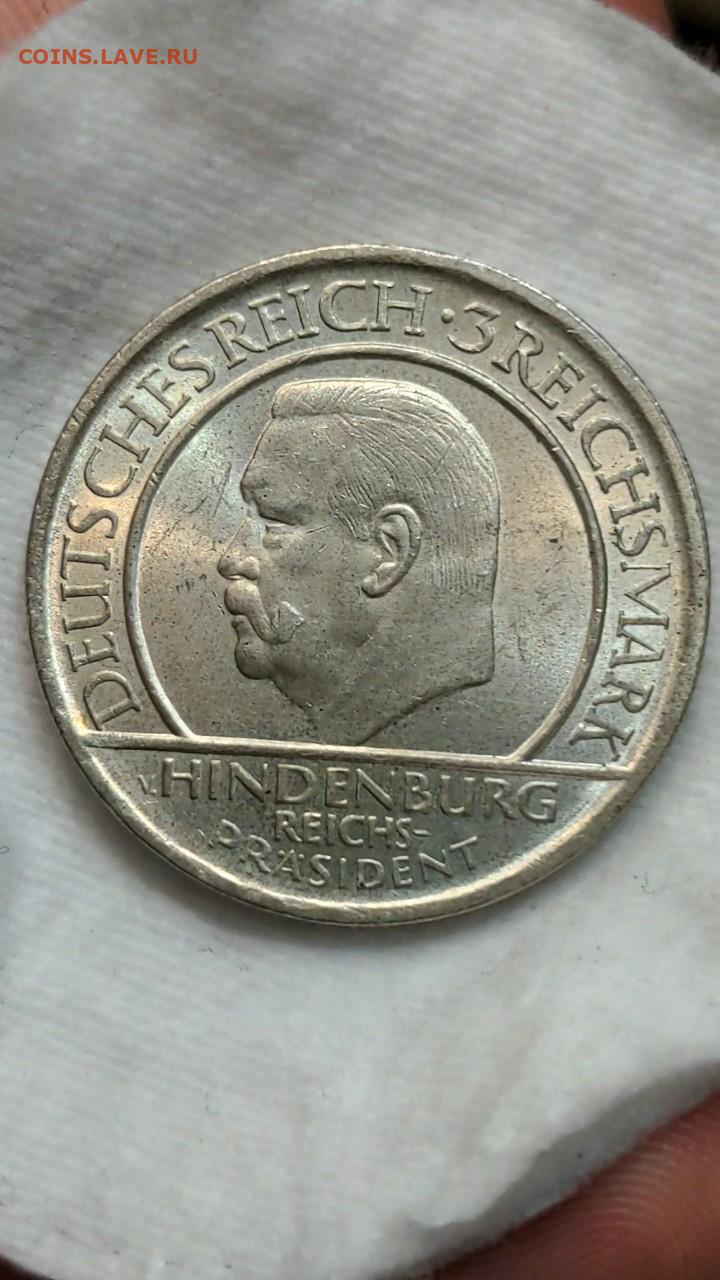 COINS.LAVE.RU
DEUTSCHES REICH · 3 REICHSMARK
V. HINDENBURG
REICHS-
PRÄSIDENT